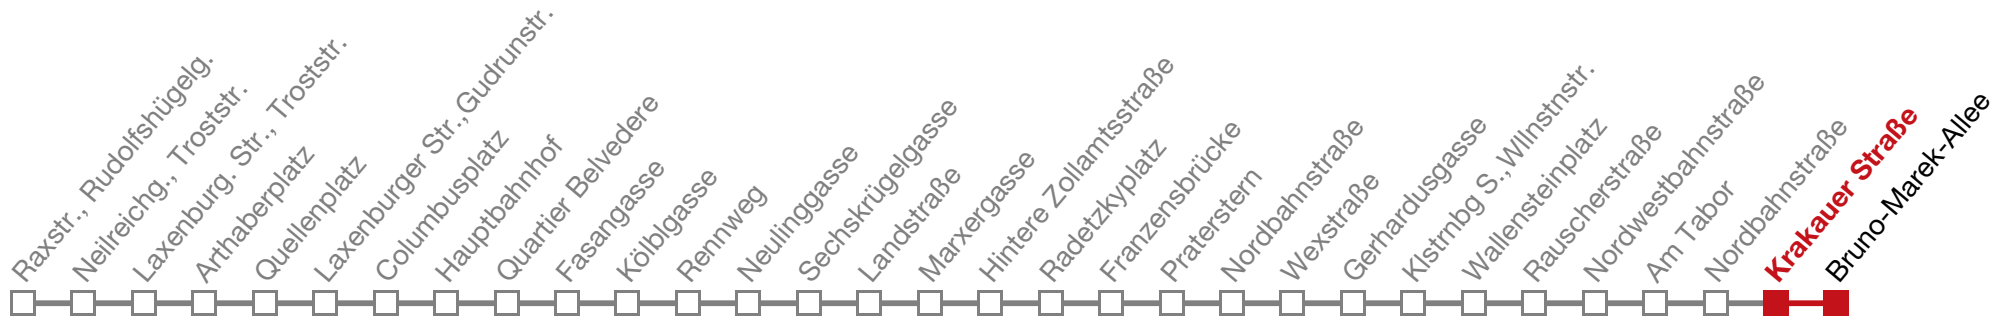 Raxstr., Rudolfshügelg.
Neilreichg., Troststr.
Laxenburg. Str., Troststr.
Arthaberplatz
Quellenplatz
Laxenburger Str.,Gudrunstr.
Columbusplatz
Hauptbahnhof
Quartier Belvedere
Fasangasse
Kölblgasse
Rennweg
Neulinggasse
Sechskrügelgasse
Landstraße
Marxergasse
Hintere Zollamtsstraße
Radetzkyplatz
Franzensbrücke
Praterstern
Nordbahnstraße
Wexstraße
Gerhardusgasse
Klstrnbg S.,Wllnstnstr.
Wallensteinplatz
Rauscherstraße
Nordwestbahnstraße
Am Tabor
Nordbahnstraße
Krakauer Straße
Bruno-Marek-Allee